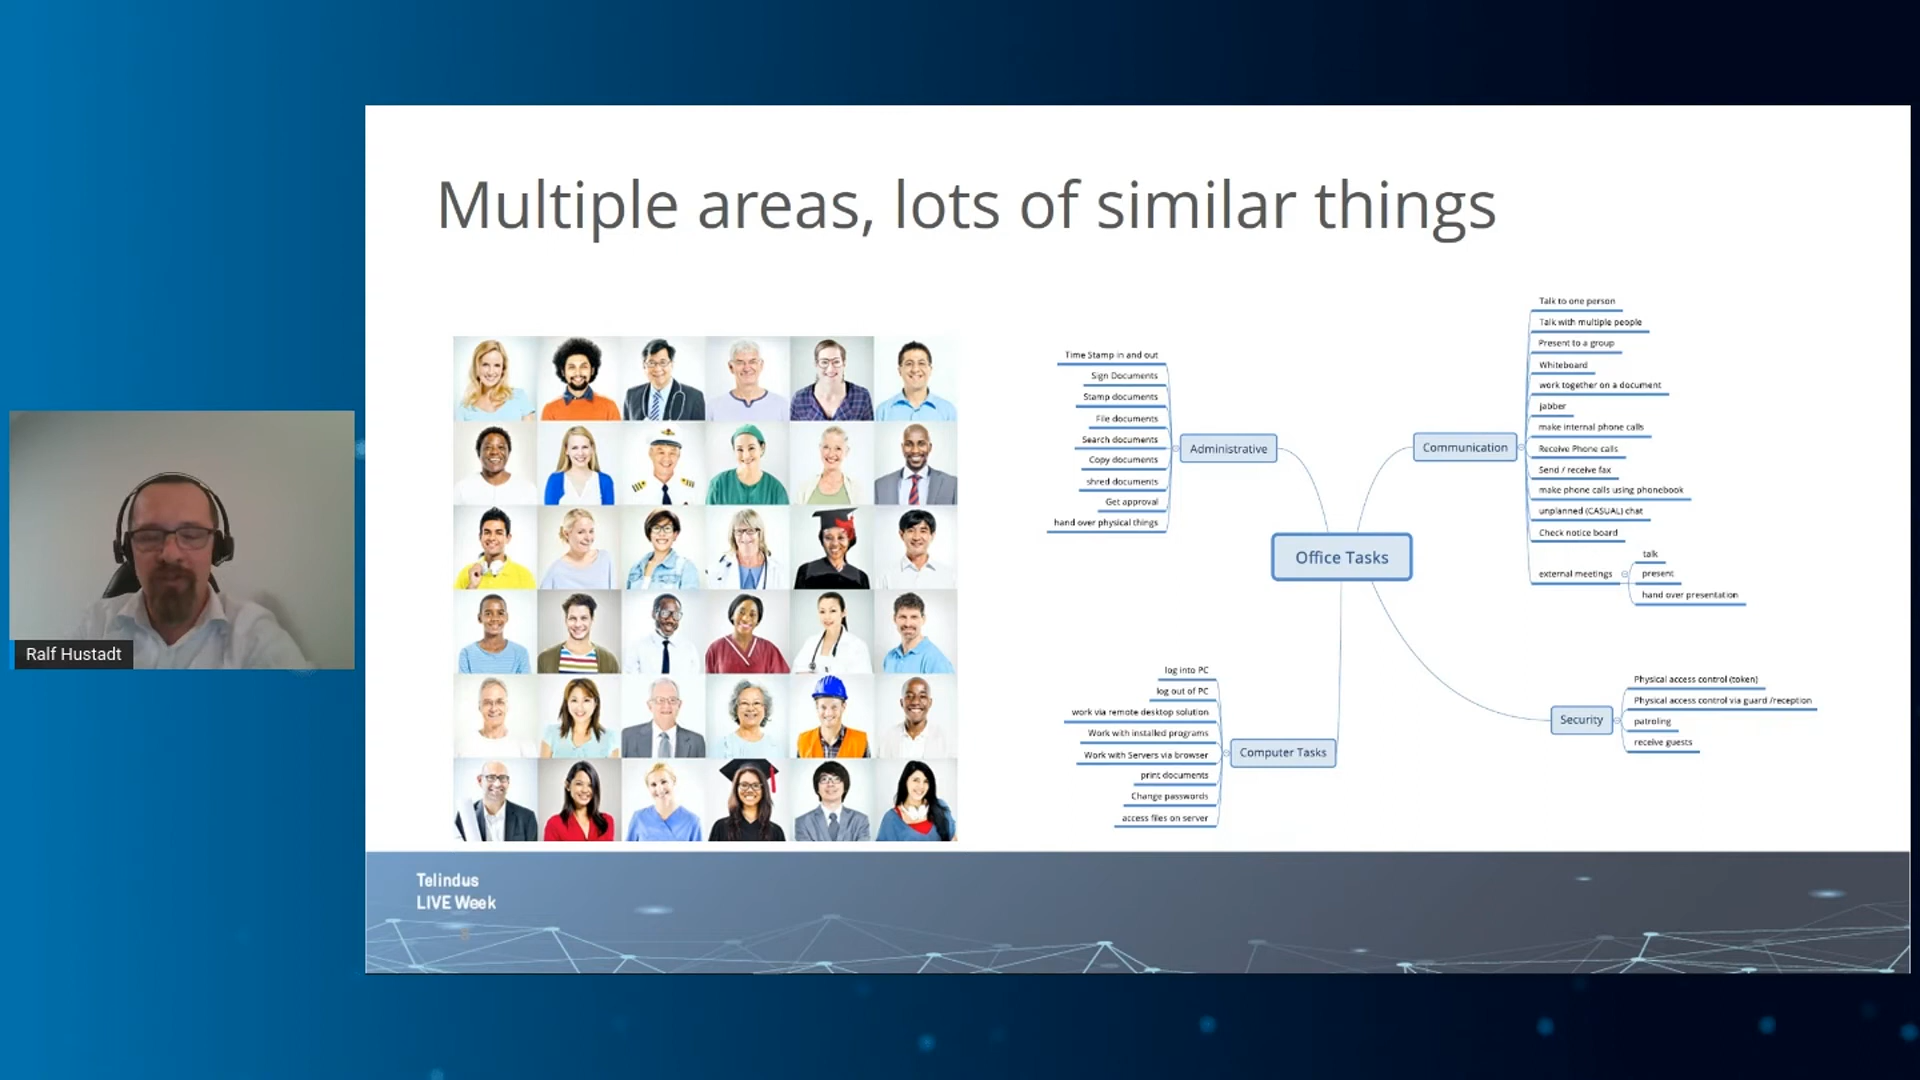 Multiple areas, lots of similar things
Time Stamp in and out
Sign Documents
Stamp documents
File documents
Search documents
Copy documents
shred documents
Get approval
hand over physical things
Administrative
Communication
Talk to one person
Talk with multiple people
Present to a group
Whiteboard
work together on a document
jabber
make internal phone calls
Receive Phone calls
Send / receive fax
make phone calls using phonebook
unplanned (CASUAL) chat
Check notice board
external meetings
talk
present
hand over presentation
Office Tasks
log into PC
log out of PC
work via remote desktop solution
Work with installed programs
Work with Servers via browser
print documents
Change passwords
access files on server
Computer Tasks
Security
Physical access control (token)
Physical access control via guard /reception
patroling
receive guests
Ralf Hustadt
Telindus
LIVE Week